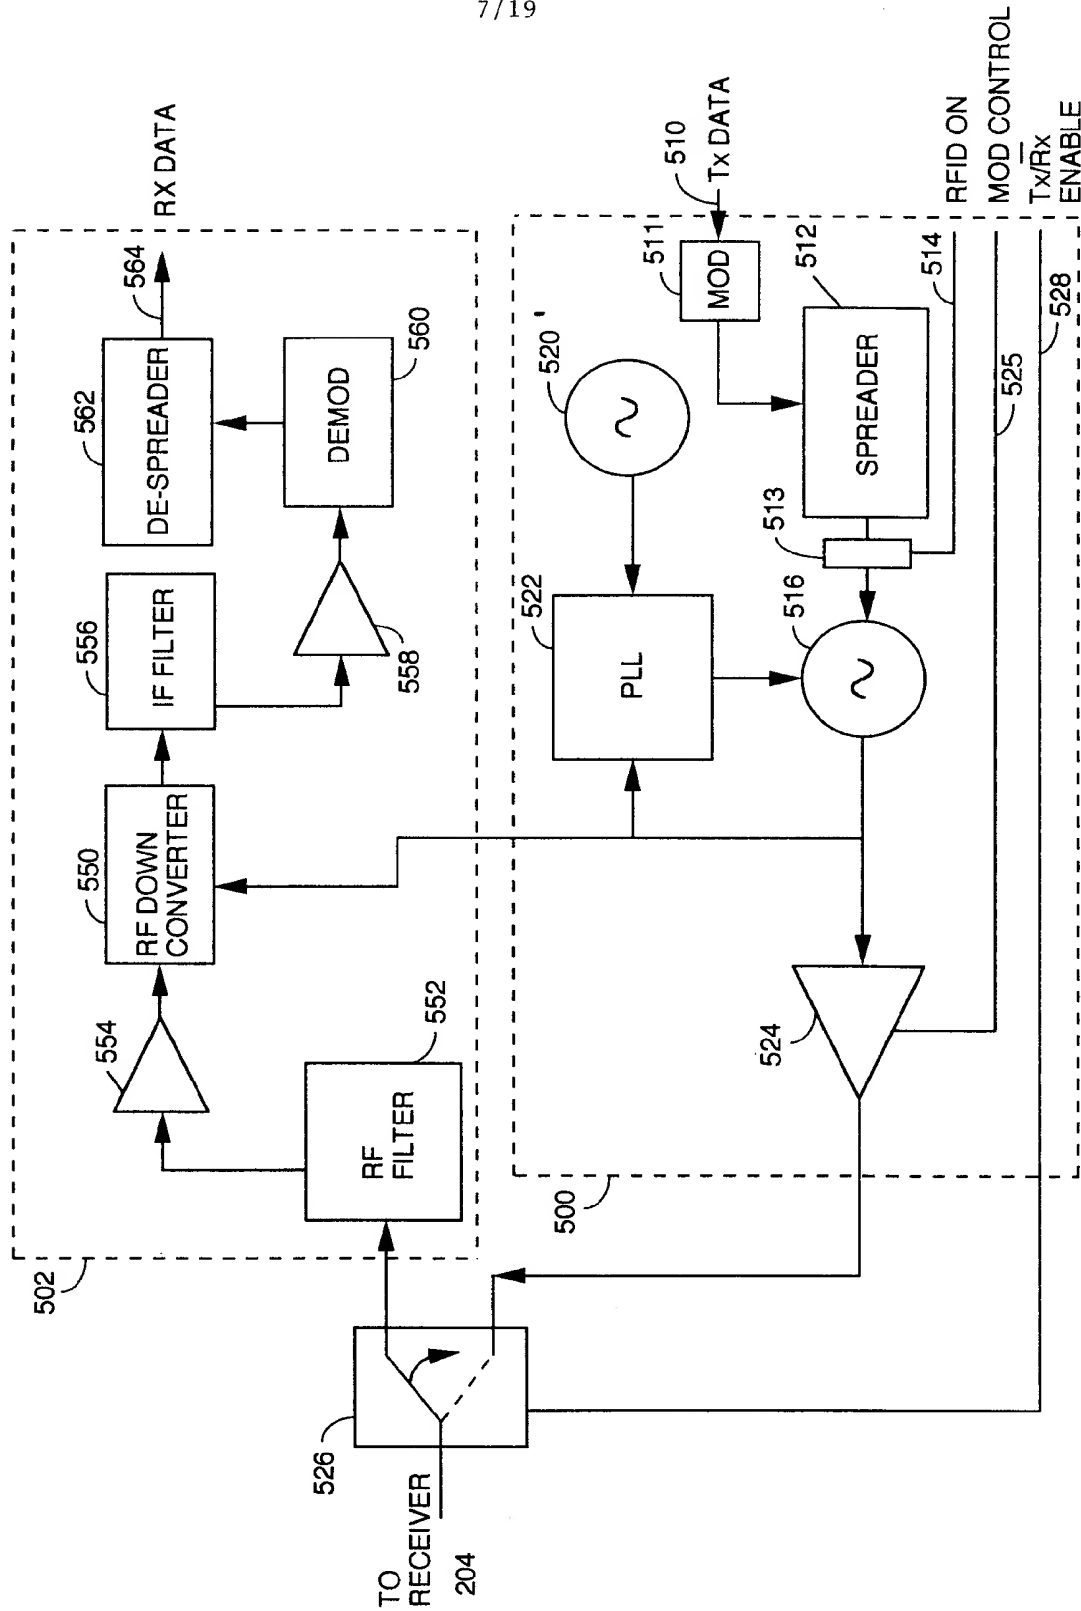 7/19
RX DATA
564
562
DE-SPREADER
560
DEMOD
556
IF FILTER
558
550
RF DOWN
CONVERTER
554
552
RF
FILTER
502
510
Tx DATA
511
MOD
512
SPREADER
513
514
RFID ON
MOD CONTROL
Tx/Rx
ENABLE
525
528
520
522
PLL
516
524
500
526
TO
RECEIVER
204